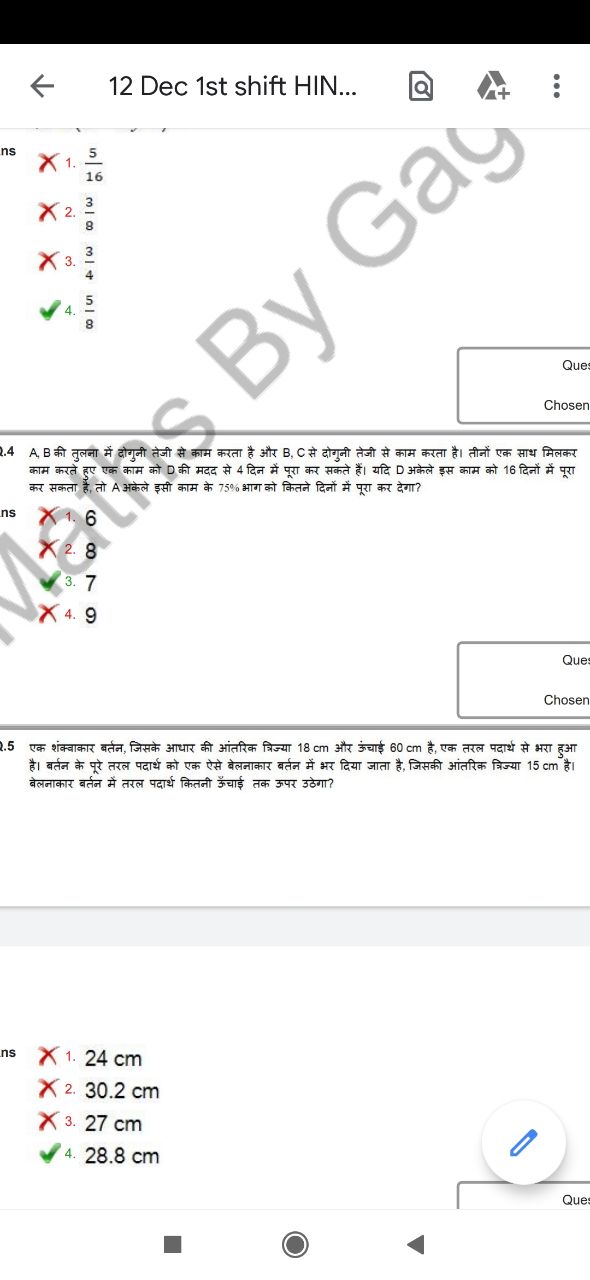 12 Dec 1st shift HIN...
ns
1. 5/16
2. 3/8
3. 3/4
4. 5/8
Ques
Chosen
Maths By Gag
.4 A, B की तुलना में दोगुनी तेजी से काम करता है और B, C से दोगुनी तेजी से काम करता है। तीनों एक साथ मिलकर
काम करते हुए एक काम को D की मदद से 4 दिन में पूरा कर सकते हैं। यदि D अकेले इस काम को 16 दिनों में पूरा
कर सकता है, तो A अकेले इसी काम के 75% भाग को कितने दिनों में पूरा कर देगा?
ns
1. 6
2. 8
3. 7
4. 9
Ques
Chosen
.5 एक शंक्वाकार बर्तन, जिसके आधार की आंतरिक त्रिज्या 18 cm और ऊंचाई 60 cm है, एक तरल पदार्थ से भरा हुआ
है। बर्तन के पूरे तरल पदार्थ को एक ऐसे बेलनाकार बर्तन में भर दिया जाता है, जिसकी आंतरिक त्रिज्या 15 cm है।
बेलनाकार बर्तन में तरल पदार्थ कितनी ऊँचाई तक ऊपर उठेगा?
ns
1. 24 cm
2. 30.2 cm
3. 27 cm
4. 28.8 cm
Ques